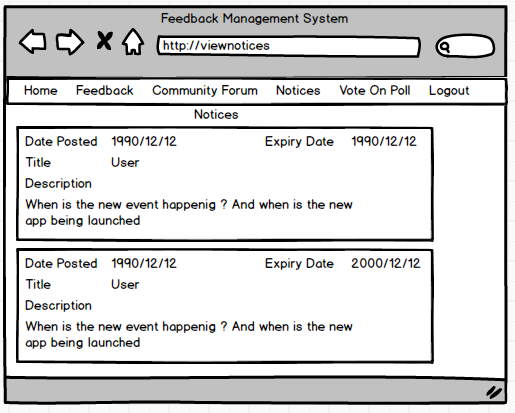 Feedback Management System
http://viewnotices
Home Feedback Community Forum Notices Vote On Poll Logout
Notices
Date Posted 1990/12/12 Expiry Date 1990/12/12
Title User
Description
When is the new event happenig ? And when is the new
app being launched
Date Posted 1990/12/12 Expiry Date 2000/12/12
Title User
Description
When is the new event happenig ? And when is the new
app being launched